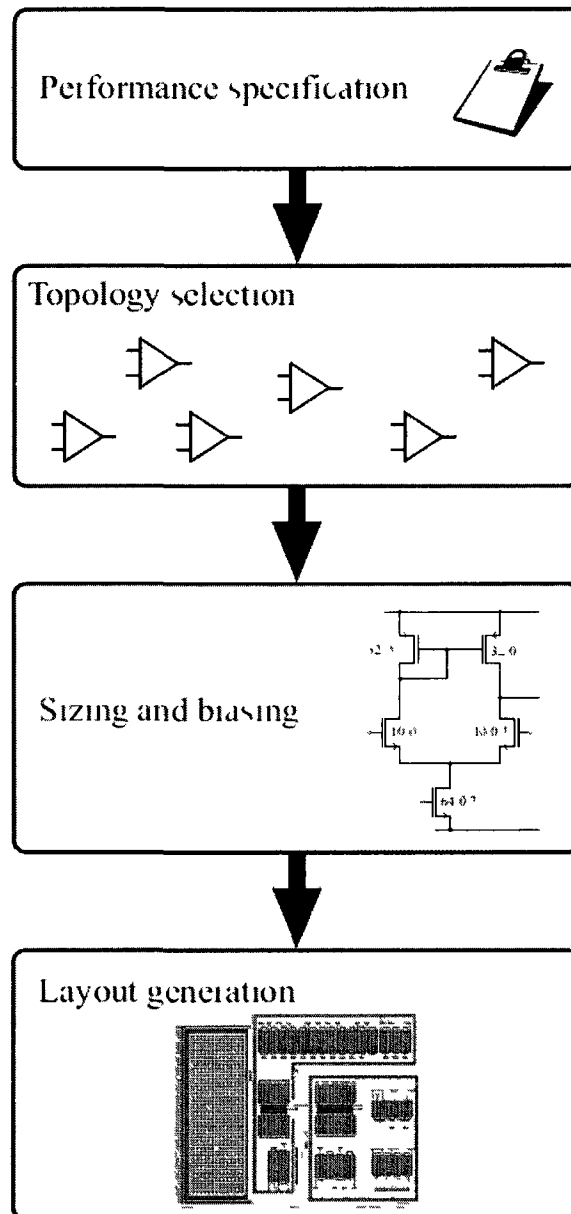 Performance specification
Topology selection
Sizing and biasing
Layout generation